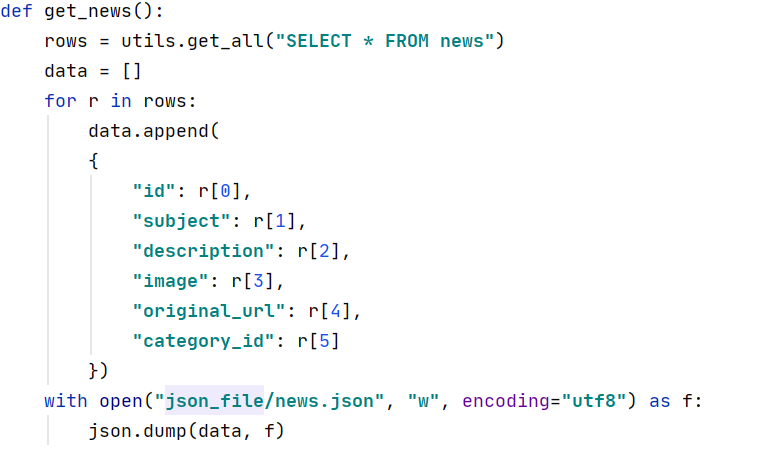 def get_news():
    rows = utils.get_all("SELECT * FROM news")
    data = []
    for r in rows:
        data.append(
        {
            "id": r[0],
            "subject": r[1],
            "description": r[2],
            "image": r[3],
            "original_url": r[4],
            "category_id": r[5]
        })
    with open("json_file/news.json", "w", encoding="utf8") as f:
        json.dump(data, f)